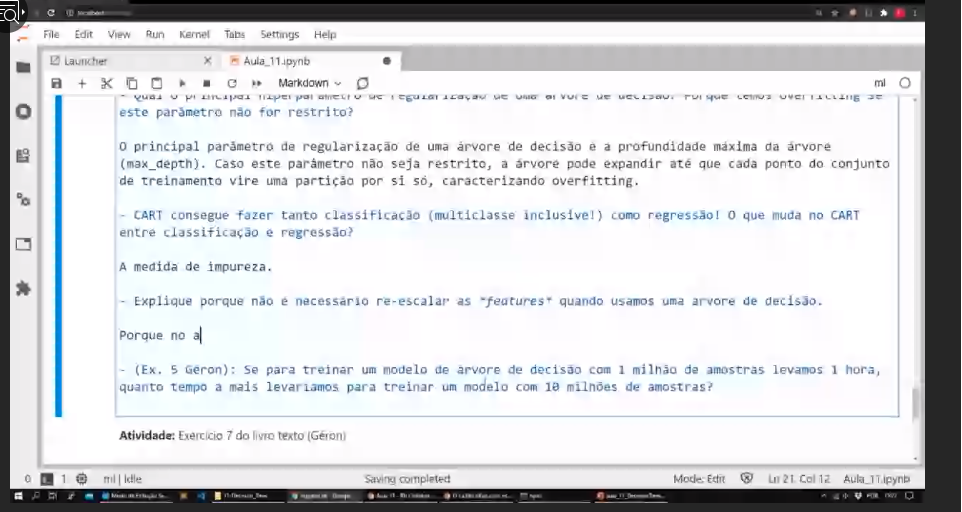 File Edit View Run Kernel Tabs Settings Help
Launcher × Aula_11.ipynb
Markdown ml
- Qual o principal hiperparâmetro de regularização de uma árvore de decisão? Porque temos overfitting se
este parâmetro não for restrito?
O principal parâmetro de regularização de uma árvore de decisão é a profundidade máxima da árvore
(max_depth). Caso este parâmetro não seja restrito, a árvore pode expandir até que cada ponto do conjunto
de treinamento vire uma partição por si só, caracterizando overfitting.
- CART consegue fazer tanto classificação (multiclasse inclusive!) como regressão! O que muda no CART
entre classificação e regressão?
A medida de impureza.
- Explique porque não é necessário re-escalar as *features* quando usamos uma arvore de decisão.
Porque no a
- (Ex. 5 Géron): Se para treinar um modelo de árvore de decisão com 1 milhão de amostras levamos 1 hora,
quanto tempo a mais levaríamos para treinar um modelo com 10 milhões de amostras?
Atividade: Exercício 7 do livro texto (Géron)
0 1 ml | Idle Saving completed Mode: Edit Ln 21, Col 12 Aula_11.ipynb